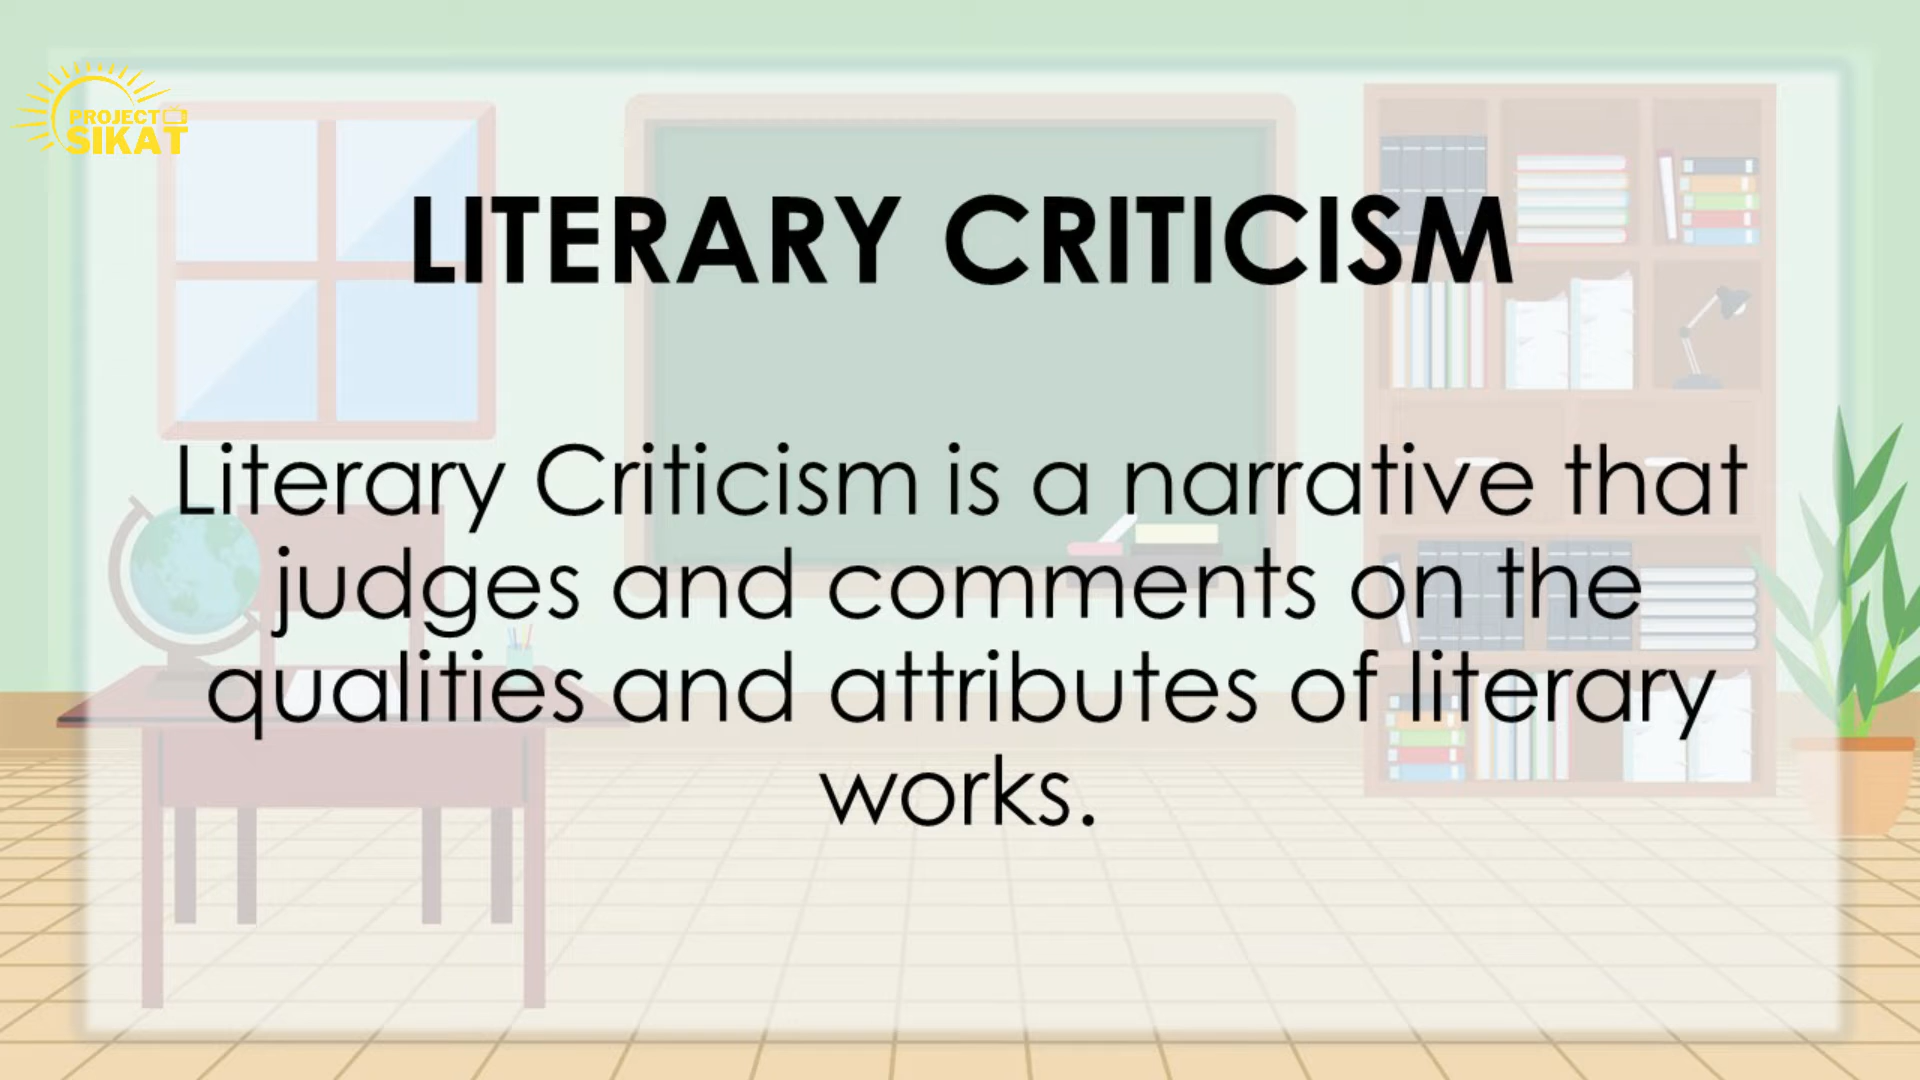 PROJECT
SIKAT
LITERARY CRITICISM
Literary Criticism is a narrative that
judges and comments on the
qualities and attributes of literary
works.